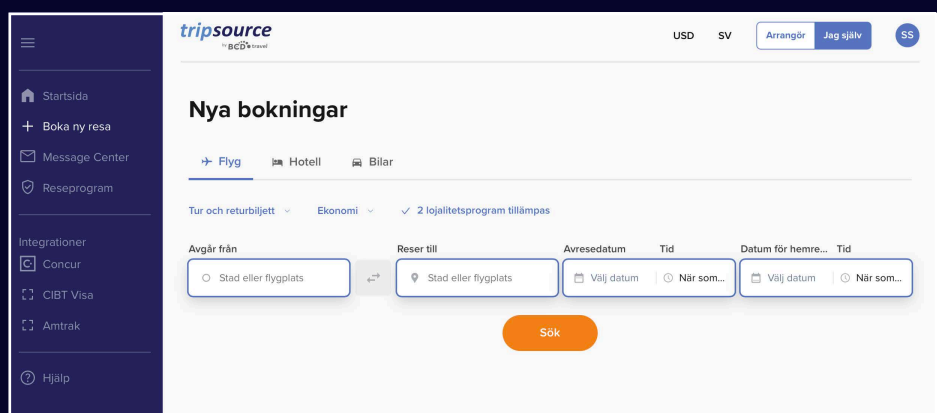 tripsource
by BCD travel
USD
SV
Arrangör
Jag själv
SS
Startsida
Boka ny resa
Message Center
Reseprogram
Integrationer
Concur
CIBT Visa
Amtrak
Hjälp
Nya bokningar
Flyg
Hotell
Bilar
Tur och returbiljett
Ekonomi
2 lojalitetsprogram tillämpas
Avgår från
Reser till
Avresedatum
Tid
Datum för hemre...
Tid
Stad eller flygplats
Stad eller flygplats
Välj datum
När som...
Välj datum
När som...
Sök